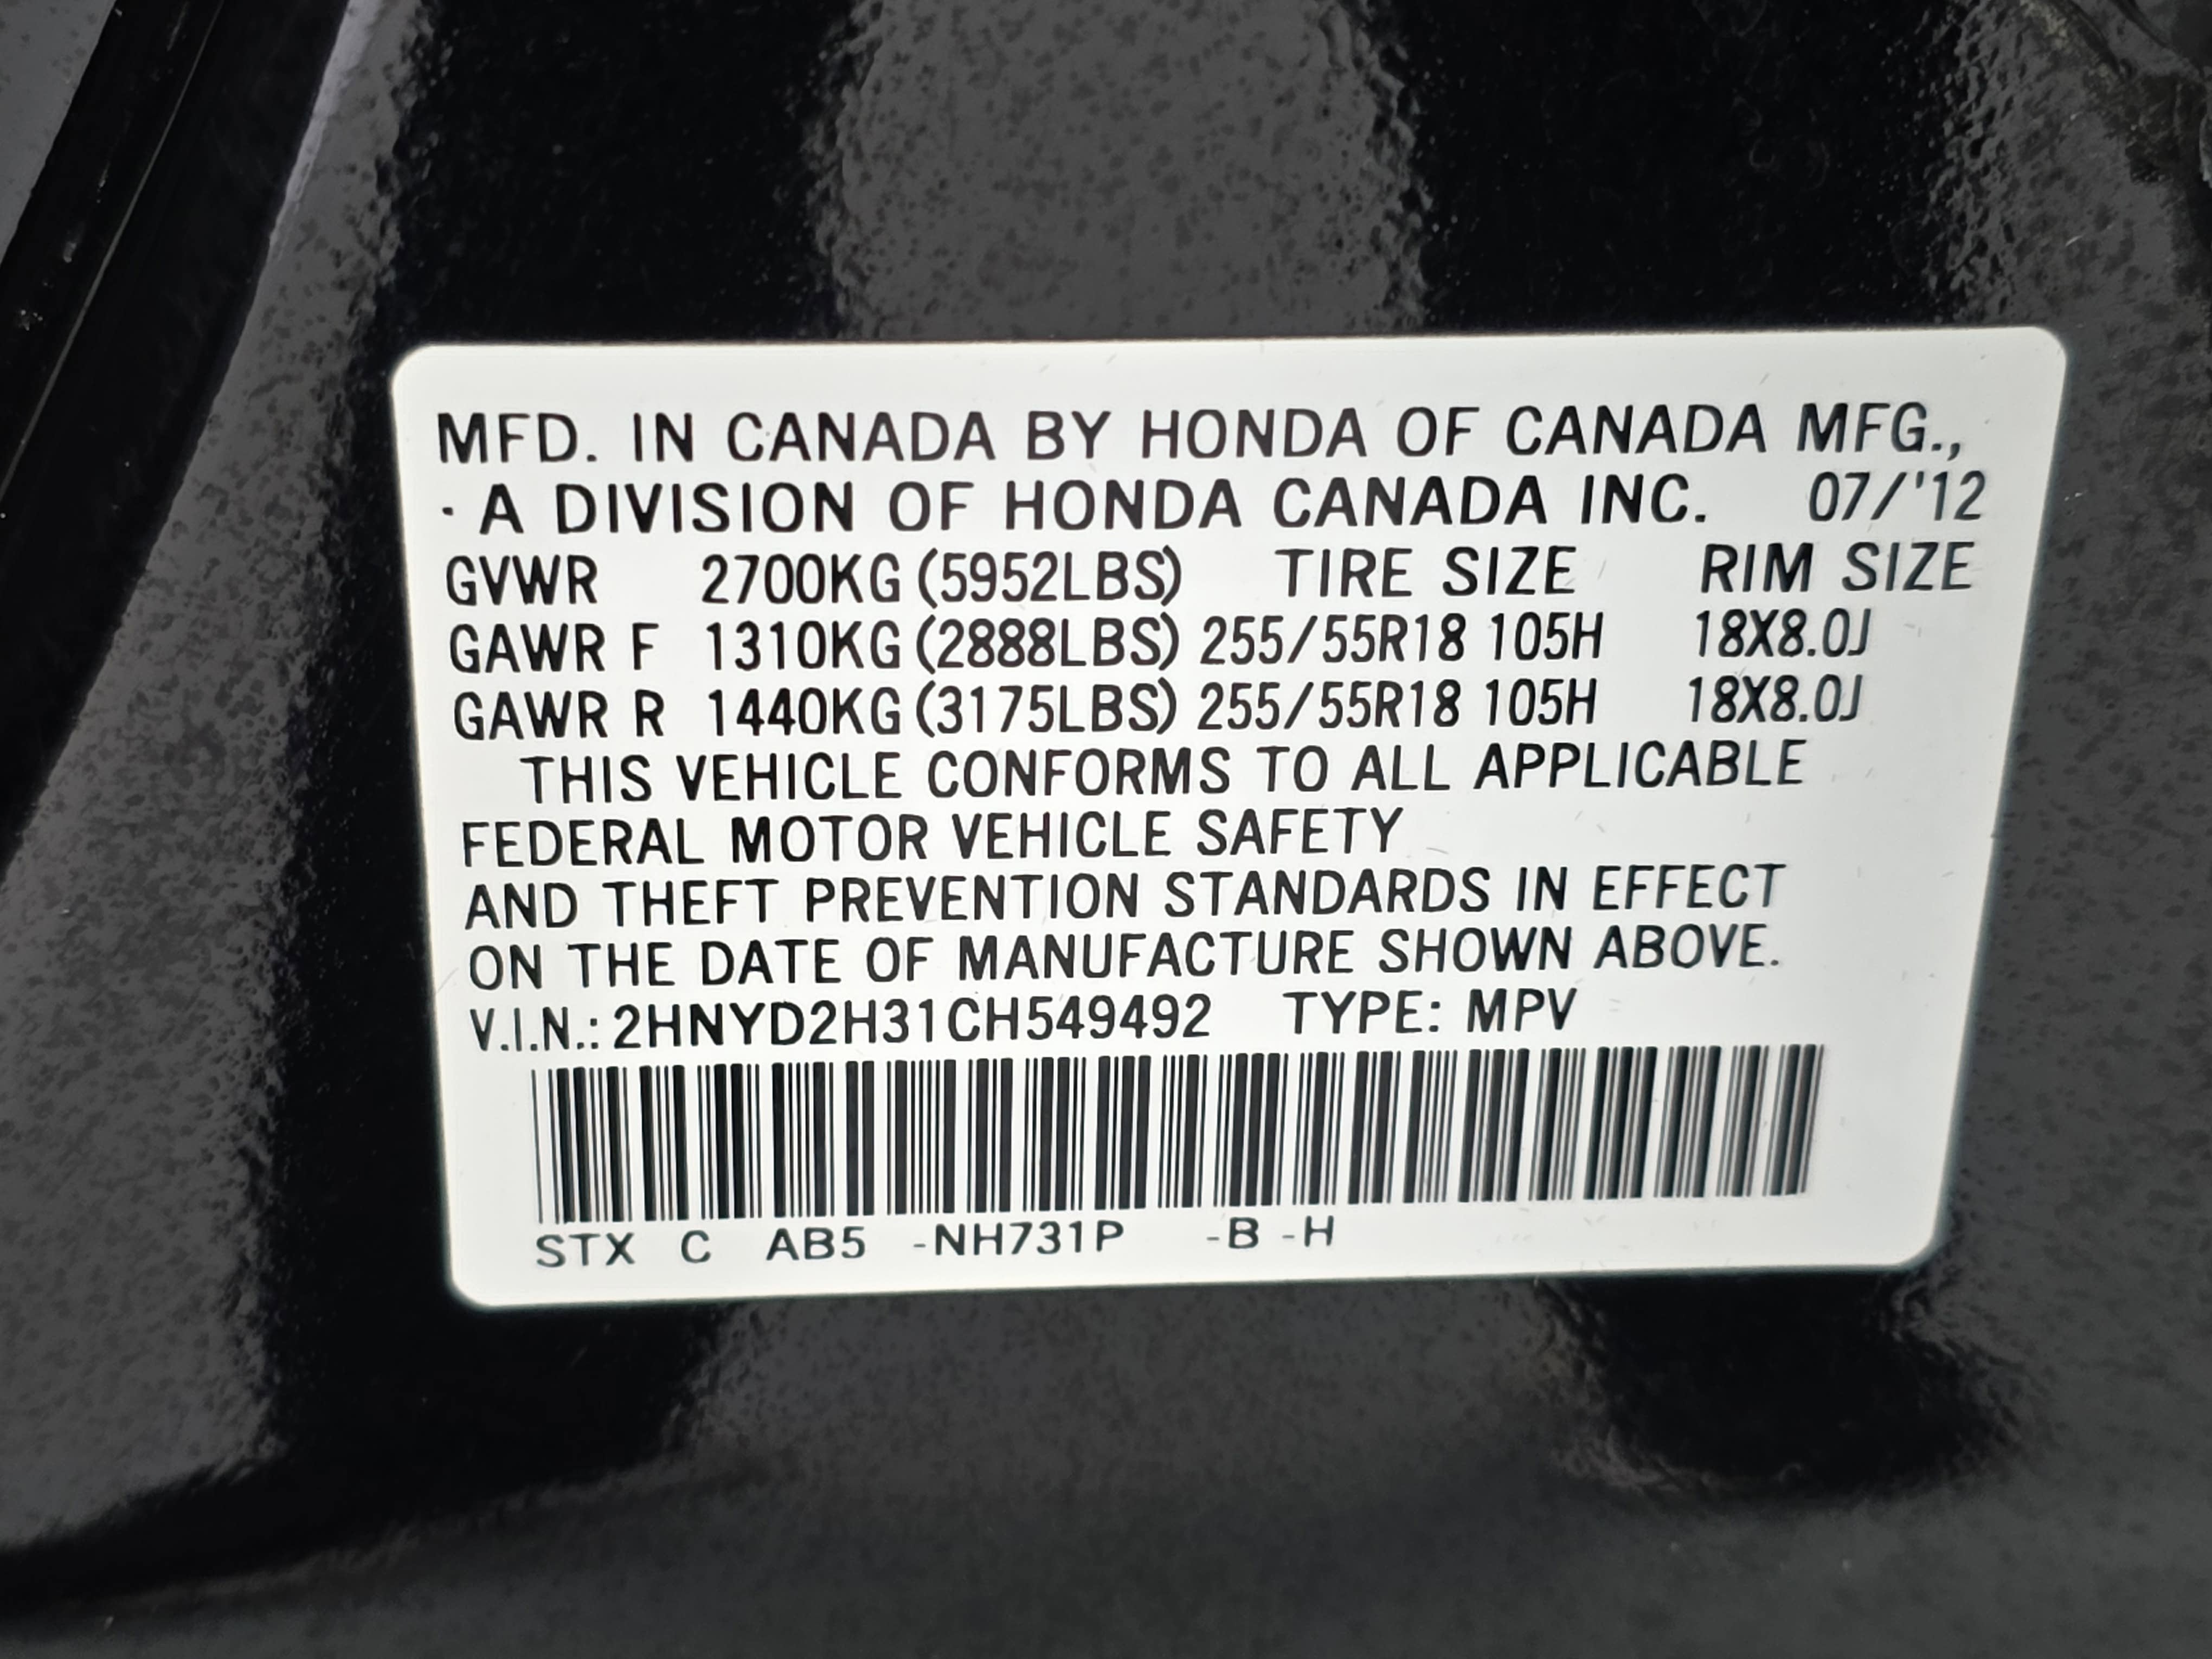 MFD. IN CANADA BY HONDA OF CANADA MFG.,
· A DIVISION OF HONDA CANADA INC. 07/'12
GVWR 2700KG (5952LBS) TIRE SIZE RIM SIZE
GAWR F 1310KG (2888LBS) 255/55R18 105H 18X8.0J
GAWR R 1440KG (3175LBS) 255/55R18 105H 18X8.0J
THIS VEHICLE CONFORMS TO ALL APPLICABLE
FEDERAL MOTOR VEHICLE SAFETY
AND THEFT PREVENTION STANDARDS IN EFFECT
ON THE DATE OF MANUFACTURE SHOWN ABOVE.
V.I.N.: 2HNYD2H31CH549492 TYPE: MPV
STX C AB5 -NH731P -B -H